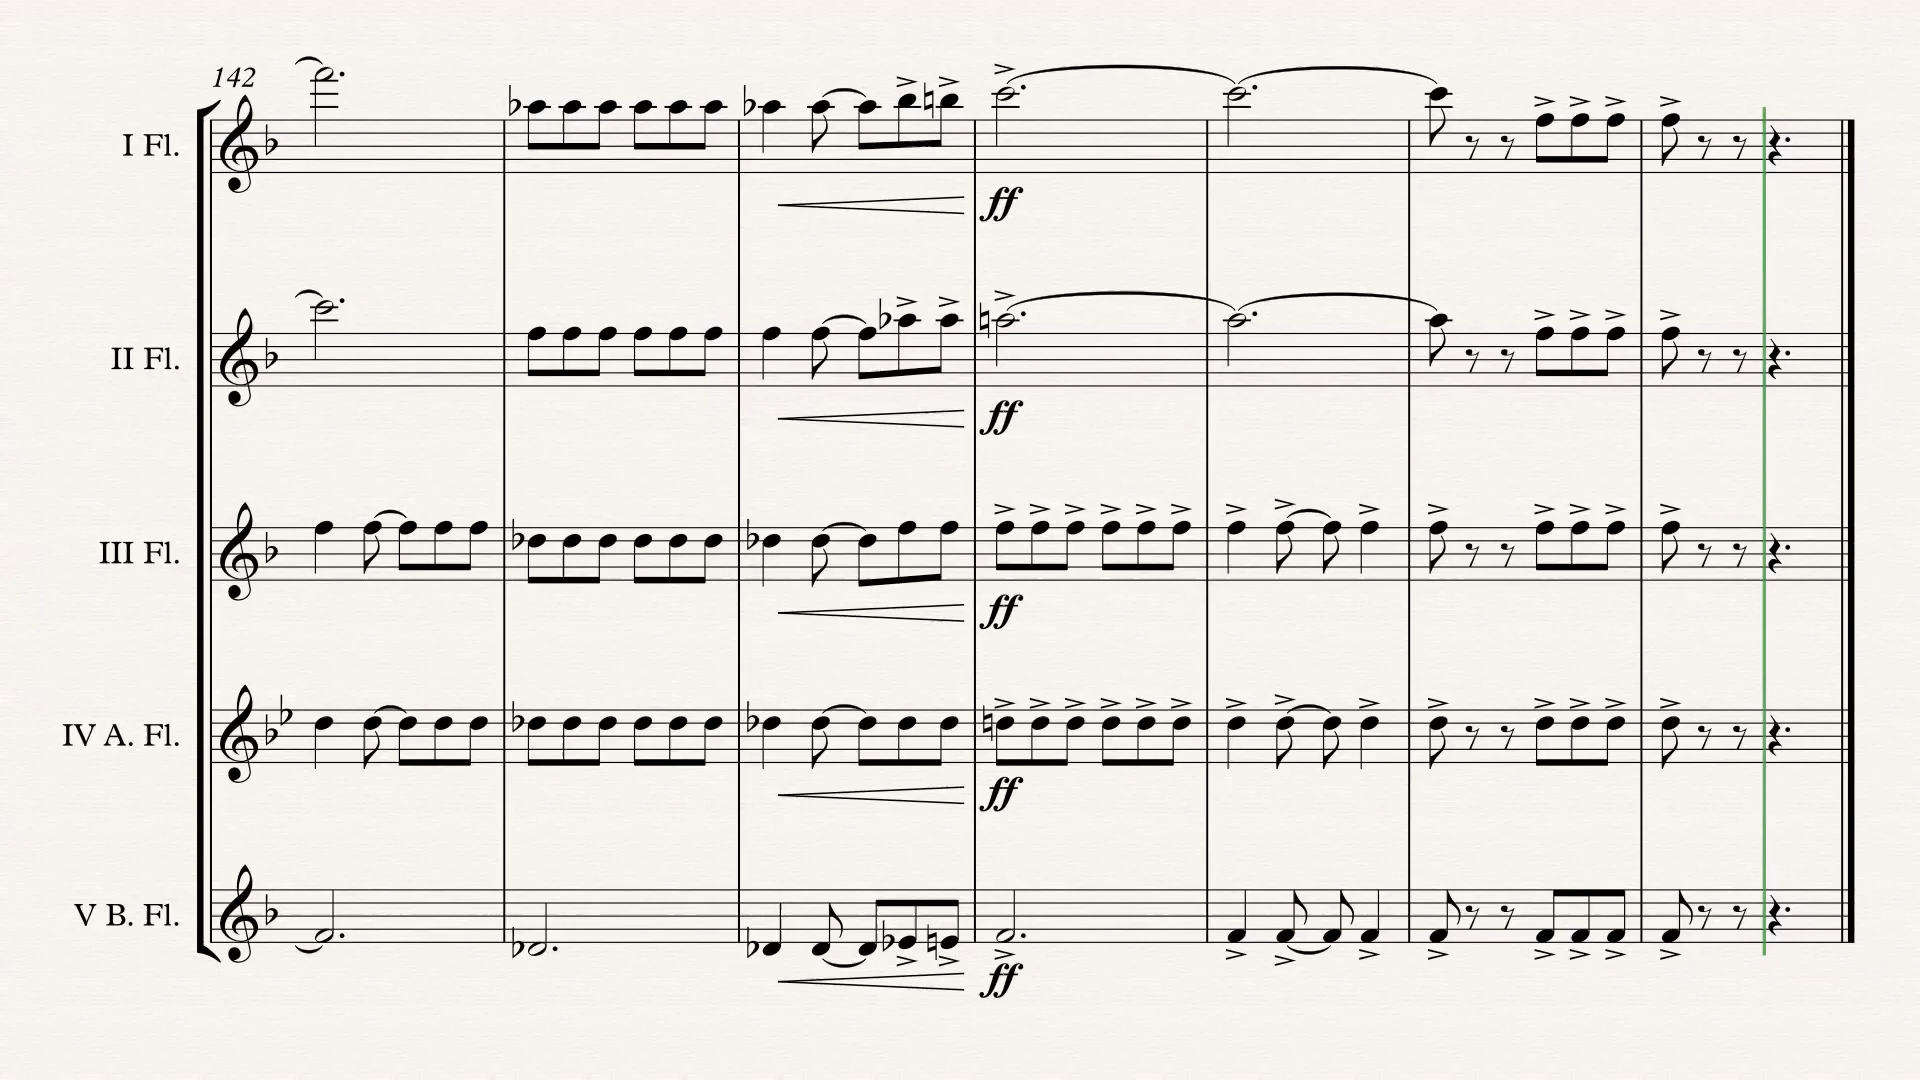 142
I Fl.
ff
II Fl.
ff
III Fl.
ff
IV A. Fl.
ff
V B. Fl.
ff